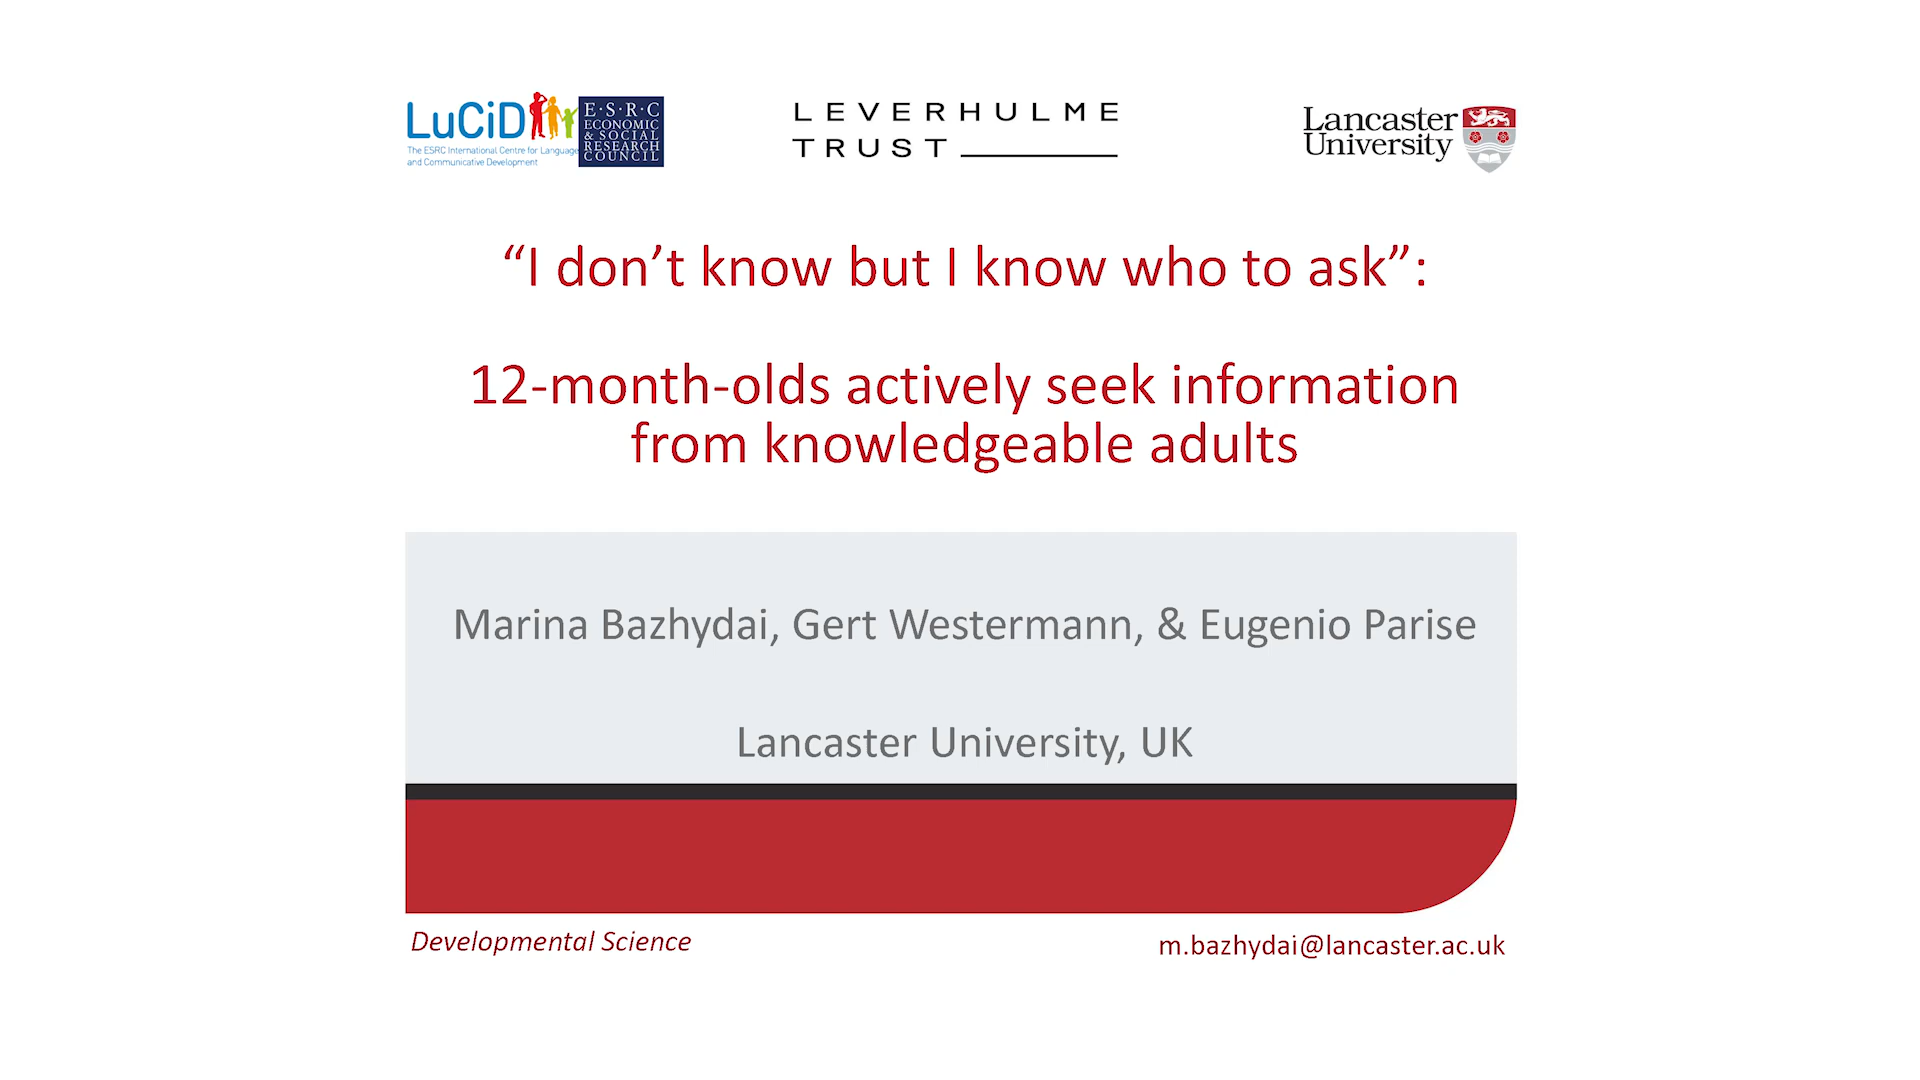 LuCiD
The ESRC International Centre for Language
and Communicative Development
E·S·R·C
ECONOMIC
& SOCIAL
RESEARCH
COUNCIL
LEVERHULME
TRUST
Lancaster
University
“I don’t know but I know who to ask”:
12-month-olds actively seek information
from knowledgeable adults
Marina Bazhydai, Gert Westermann, & Eugenio Parise
Lancaster University, UK
Developmental Science
m.bazhydai@lancaster.ac.uk